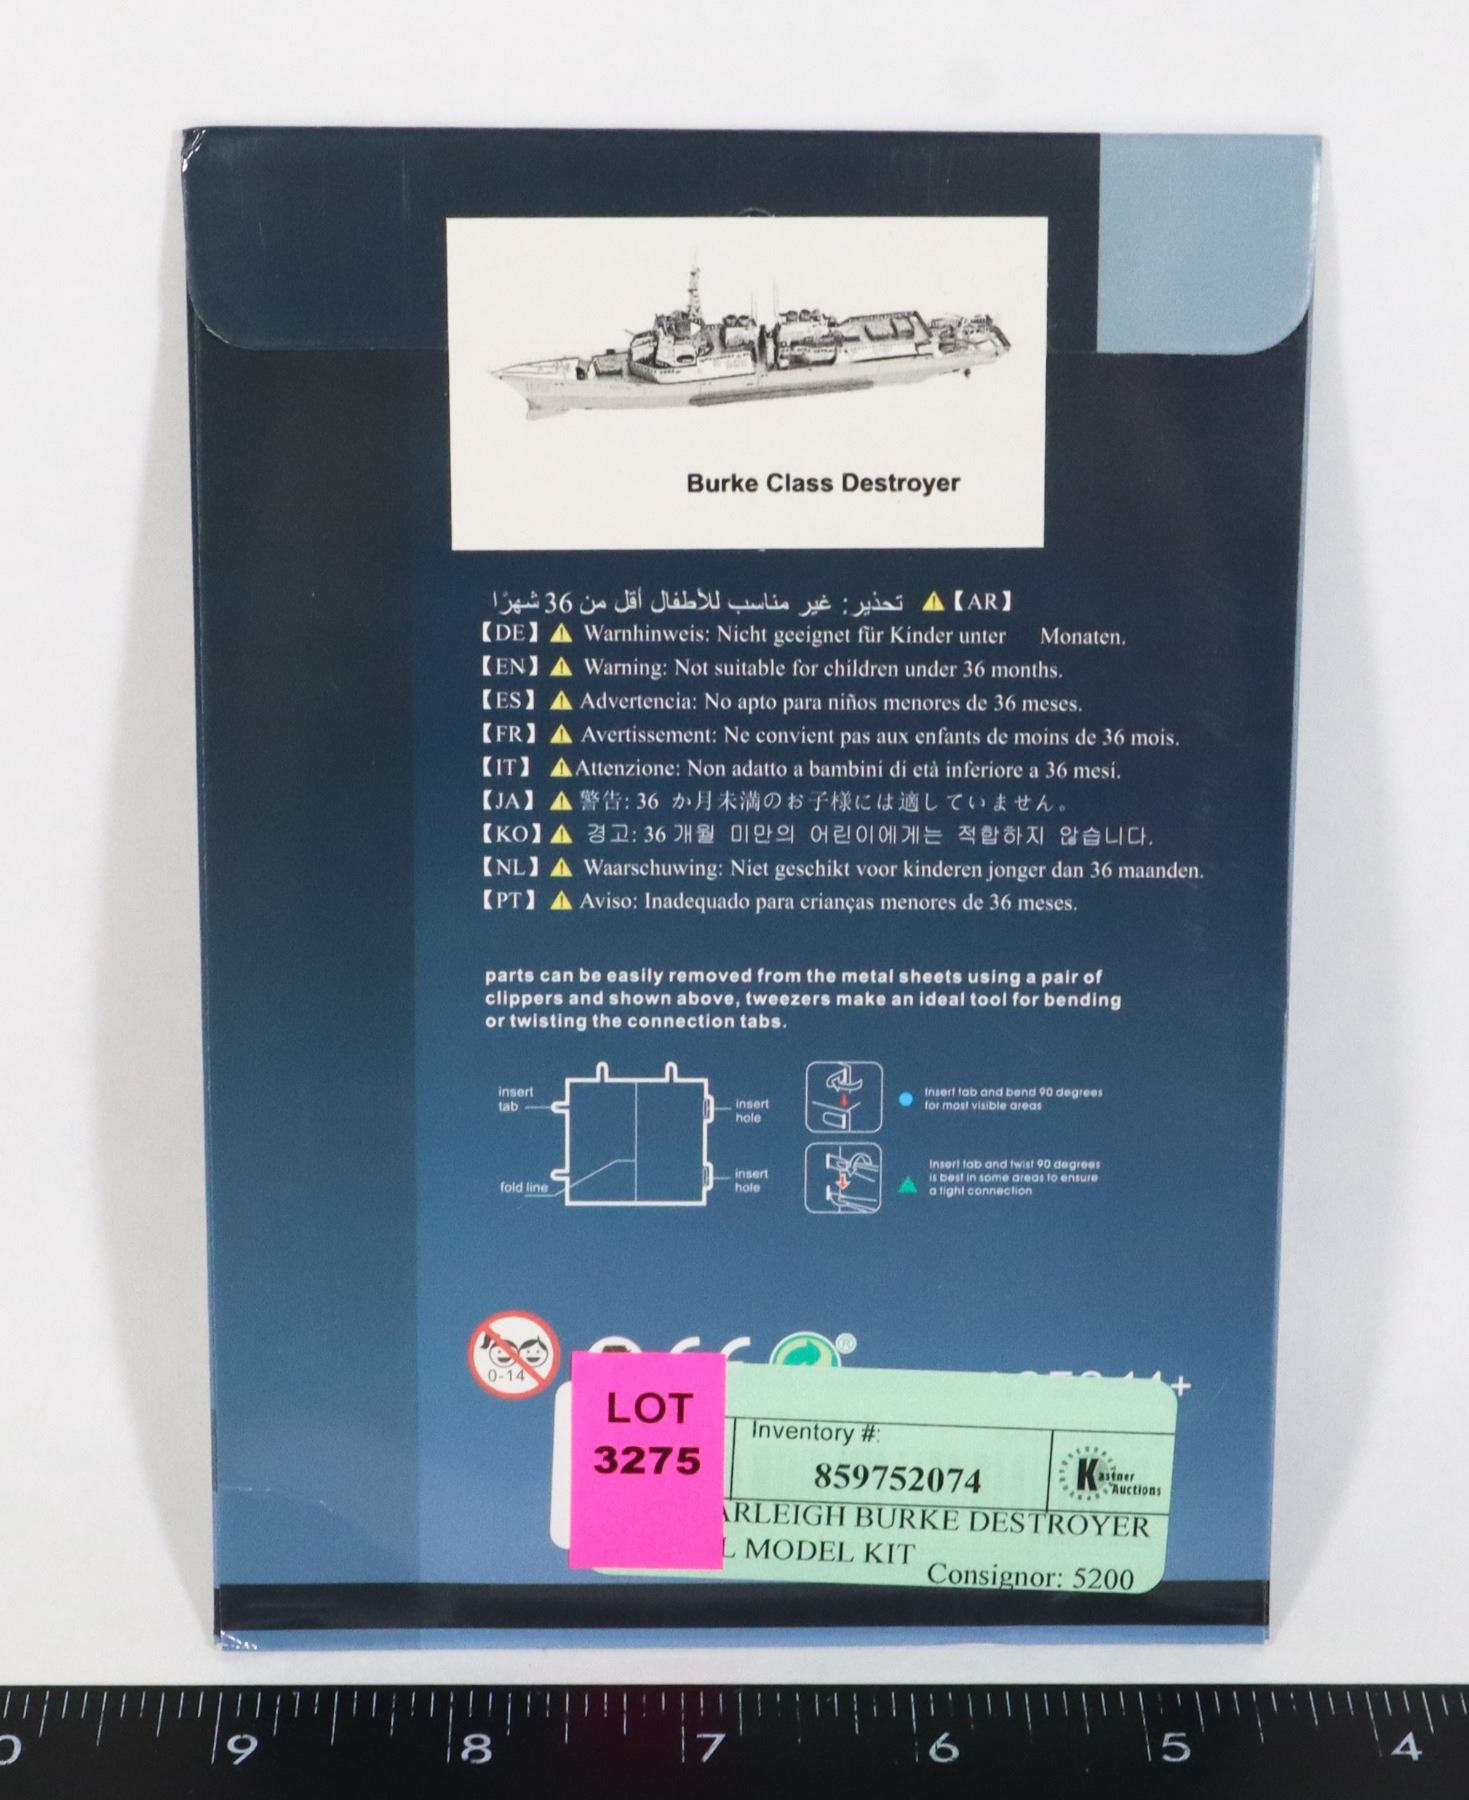 Burke Class Destroyer
تحذير: غير مناسب للأطفال أقل من 36 شهرًا ⚠【AR】
【DE】⚠ Warnhinweis: Nicht geeignet für Kinder unter Monaten.
【EN】⚠ Warning: Not suitable for children under 36 months.
【ES】⚠ Advertencia: No apto para niños menores de 36 meses.
【FR】⚠ Avertissement: Ne convient pas aux enfants de moins de 36 mois.
【IT】⚠Attenzione: Non adatto a bambini di età inferiore a 36 mesi.
【JA】⚠ 警告: 36 か月未満のお子様には適していません。
【KO】⚠ 경고: 36 개월 미만의 어린이에게는 적합하지 않습니다.
【NL】⚠ Waarschuwing: Niet geschikt voor kinderen jonger dan 36 maanden.
【PT】⚠ Aviso: Inadequado para crianças menores de 36 meses.
parts can be easily removed from the metal sheets using a pair of
clippers and shown above, tweezers make an ideal tool for bending
or twisting the connection tabs.
insert
tab
insert
hole
fold line
insert
hole
Insert tab and bend 90 degrees
for most visible areas
Insert tab and twist 90 degrees
is best in some areas to ensure
a tight connection
0-14
®
LOT
3275
Inventory #:
859752074
Kastner
Auctions
ARLEIGH BURKE DESTROYER
L MODEL KIT
Consignor: 5200
9 8 7 6 5 4